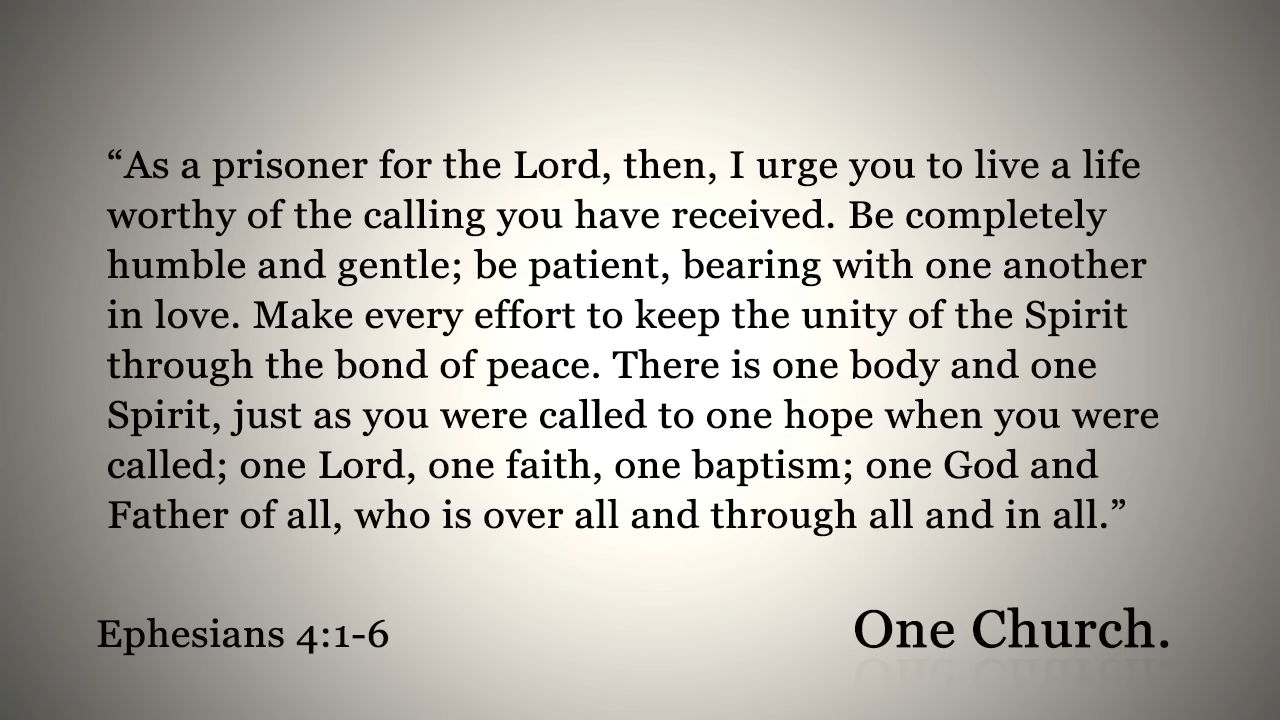 “As a prisoner for the Lord, then, I urge you to live a life
worthy of the calling you have received. Be completely
humble and gentle; be patient, bearing with one another
in love. Make every effort to keep the unity of the Spirit
through the bond of peace. There is one body and one
Spirit, just as you were called to one hope when you were
called; one Lord, one faith, one baptism; one God and
Father of all, who is over all and through all and in all.”
Ephesians 4:1-6
One Church.